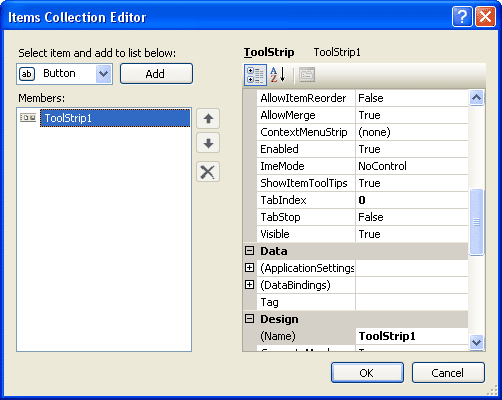 Items Collection Editor
Select item and add to list below:
Button
Add
Members:
ToolStrip1
ToolStrip ToolStrip1
AllowItemReorder False
AllowMerge True
ContextMenuStrip (none)
Enabled True
ImeMode NoControl
ShowItemToolTips True
TabIndex 0
TabStop False
Visible True
Data
(ApplicationSettings
(DataBindings)
Tag
Design
(Name) ToolStrip1
OK
Cancel